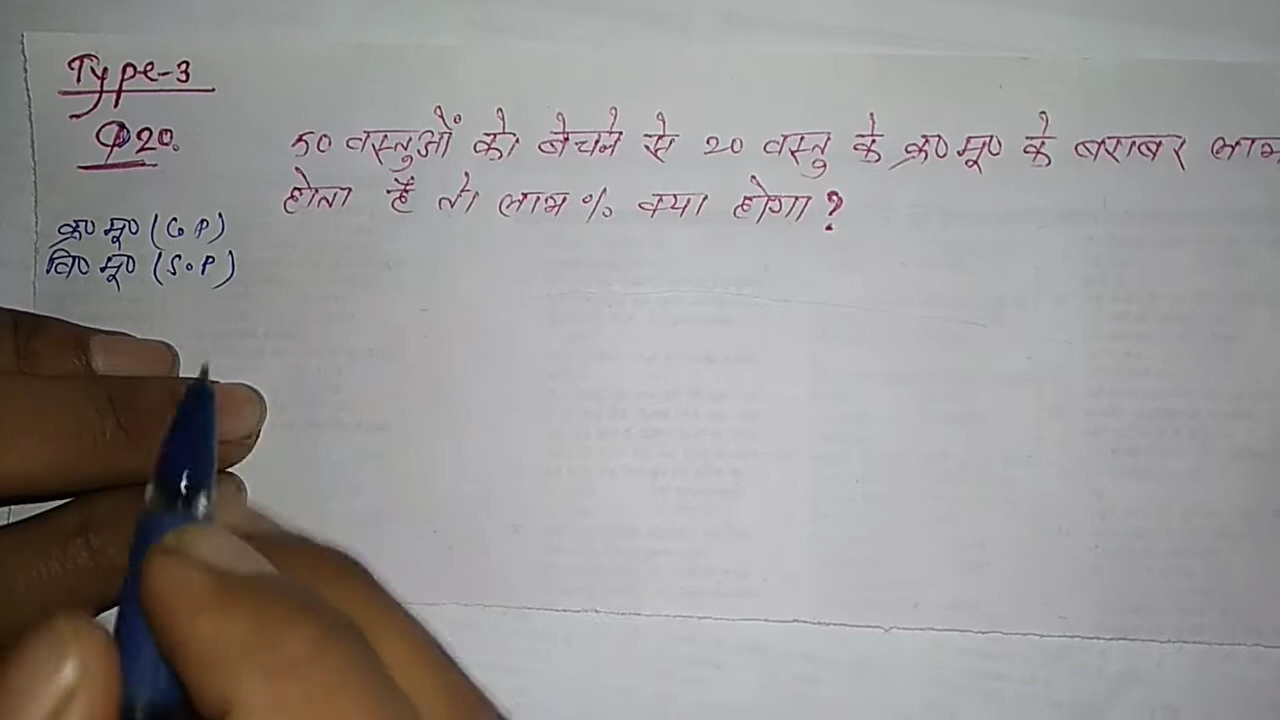 Type-3
Q20.
50 वस्तुओं को बेचने से 20 वस्तु के क्र० मू० के बराबर लाभ
होता है तो लाभ% क्या होगा?
क्र० मू० (C P)
वि० मू० (S.P)